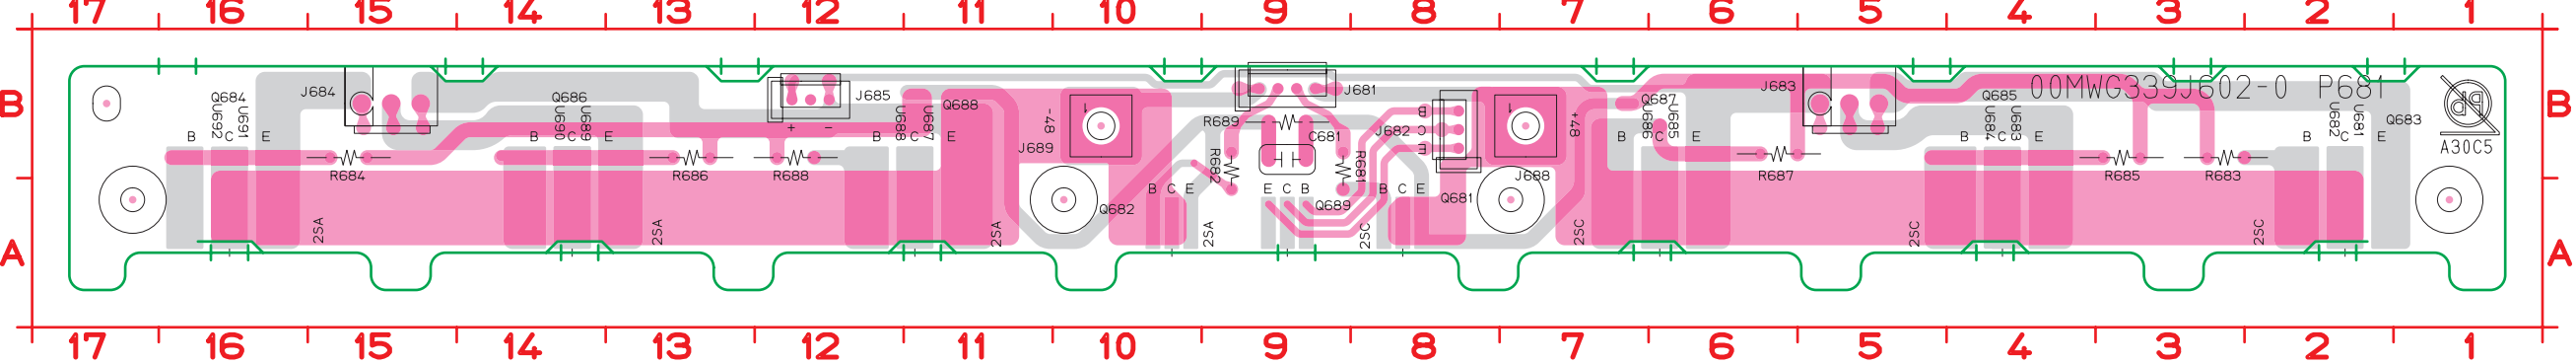 17 16 15 14 13 12 11 10 9 8 7 6 5 4 3 2 1
B
B
A
A
00MWG339J602-0 P681
A30C5
Q684
U692
U691
B C E
J684
R684
2SA
Q686
U690
U689
B C E
R686
2SA
J685
+ -
R688
Q688
U688
U687
B C E
2SA
-48
J689
1
Q682
B C E
2SA
R689
R682
J681
C681
R681
E C B
Q689
J682
B
C
E
B C E
2SC
Q681
1
J688
+48
2SC
Q687
U686
U685
B C E
R687
J683
Q685
U684
U683
B C E
2SC
R685
R683
2SC
U682
U681
Q683
B C E
17 16 15 14 13 12 11 10 9 8 7 6 5 4 3 2 1